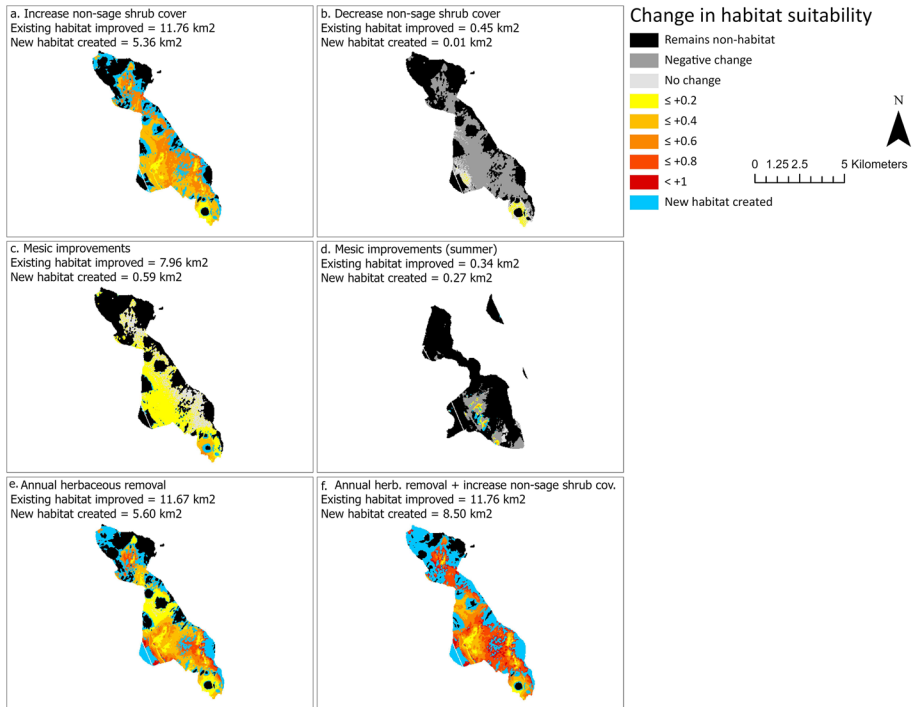 a. Increase non-sage shrub cover
Existing habitat improved = 11.76 km2
New habitat created = 5.36 km2
b. Decrease non-sage shrub cover
Existing habitat improved = 0.45 km2
New habitat created = 0.01 km2
Change in habitat suitability
Remains non-habitat
Negative change
No change
≤ +0.2
≤ +0.4
≤ +0.6
≤ +0.8
< +1
New habitat created
N
0 1.25 2.5 5 Kilometers
c. Mesic improvements
Existing habitat improved = 7.96 km2
New habitat created = 0.59 km2
d. Mesic improvements (summer)
Existing habitat improved = 0.34 km2
New habitat created = 0.27 km2
e. Annual herbaceous removal
Existing habitat improved = 11.67 km2
New habitat created = 5.60 km2
f. Annual herb. removal + increase non-sage shrub cov.
Existing habitat improved = 11.76 km2
New habitat created = 8.50 km2